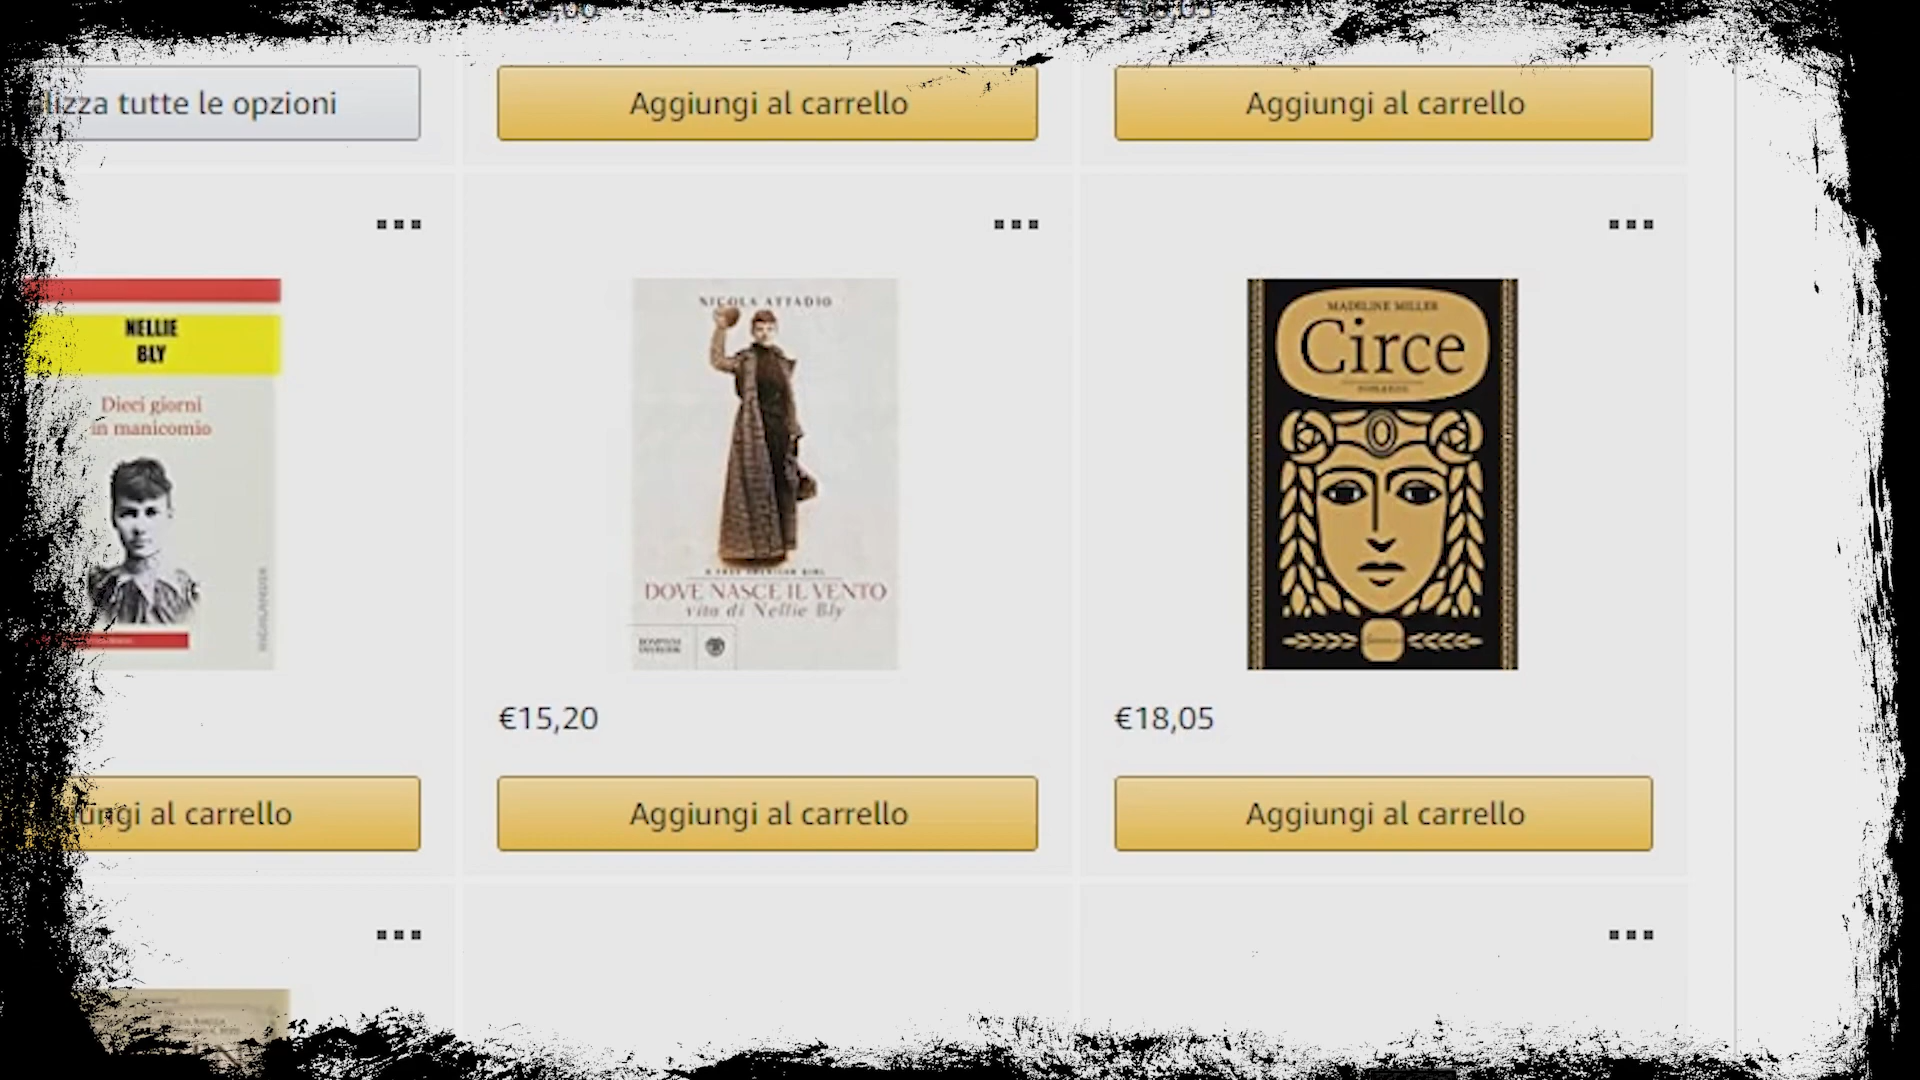 lizza tutte le opzioni
Aggiungi al carrello
Aggiungi al carrello
NELLIE
BLY
Dieci giorni
in manicomio
NICOLA ATTADIO
DOVE NASCE IL VENTO
vita di Nellie Bly
MADELINE MILLER
Circe
€15,20
€18,05
ungi al carrello
Aggiungi al carrello
Aggiungi al carrello